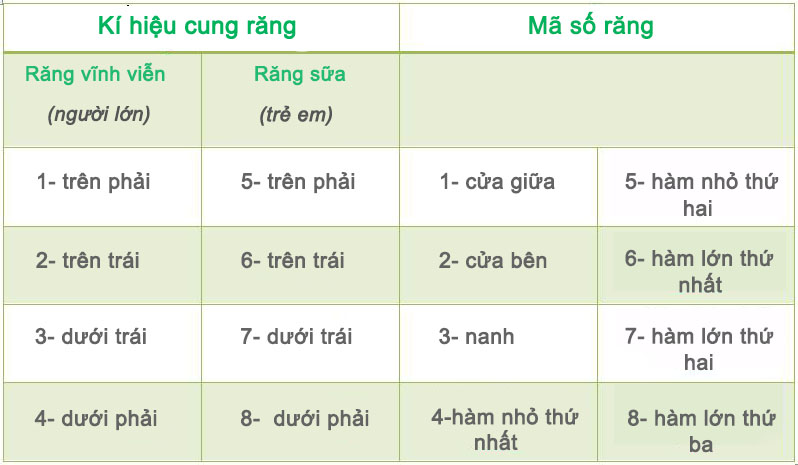 Kí hiệu cung răng
Mã số răng
Răng vĩnh viễn
(người lớn)
Răng sữa
(trẻ em)
1- trên phải
5- trên phải
1- cửa giữa
5- hàm nhỏ thứ
hai
2- trên trái
6- trên trái
2- cửa bên
6- hàm lớn thứ
nhất
3- dưới trái
7- dưới trái
3- nanh
7- hàm lớn thứ
hai
4- dưới phải
8- dưới phải
4-hàm nhỏ thứ
nhất
8- hàm lớn thứ
ba